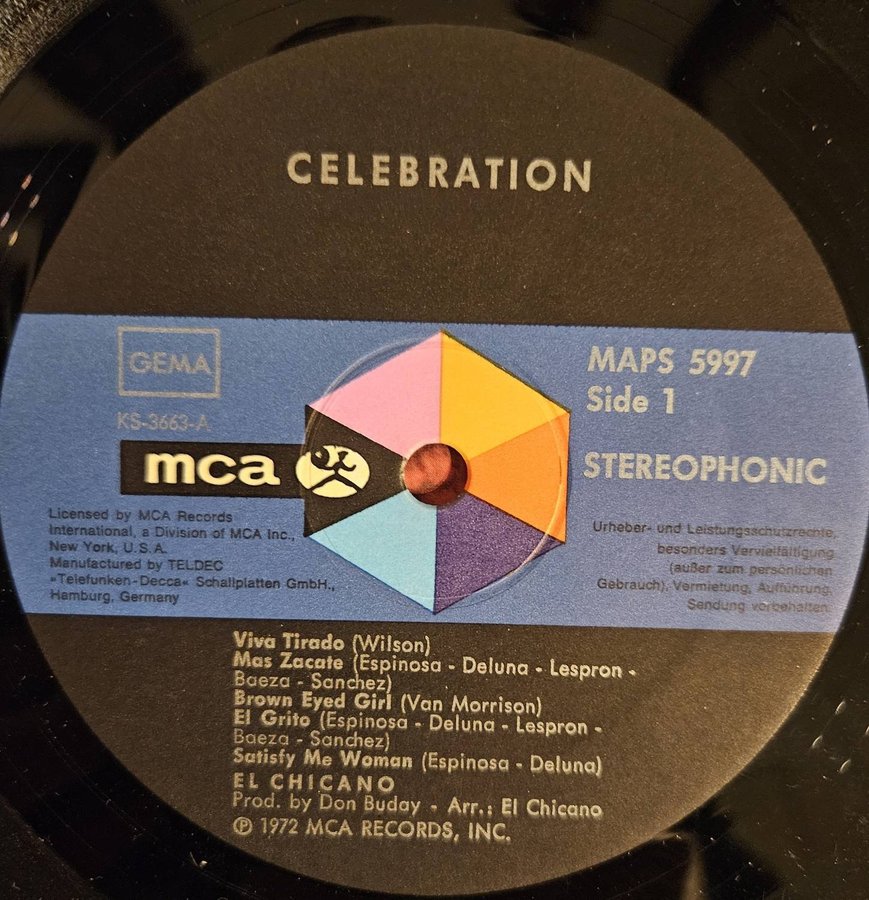 CELEBRATION
GEMA
KS-3663-A
mca
MAPS 5997
Side 1
STEREOPHONIC
Licensed by MCA Records
International, a Division of MCA Inc.,
New York, U.S.A.
Manufactured by TELDEC
»Telefunken-Decca« Schallplatten GmbH.,
Hamburg, Germany
Urheber- und Leistungsschutzrechte,
besonders Vervielfältigung
(außer zum persönlichen
Gebrauch), Vermietung, Aufführung,
Sendung vorbehalten.
Viva Tirado (Wilson)
Mas Zacate (Espinosa - Deluna - Lespron -
Baeza - Sanchez)
Brown Eyed Girl (Van Morrison)
El Grito (Espinosa - Deluna - Lespron -
Baeza - Sanchez)
Satisfy Me Woman (Espinosa - Deluna)
EL CHICANO
Prod. by Don Buday - Arr.: El Chicano
℗ 1972 MCA RECORDS, INC.